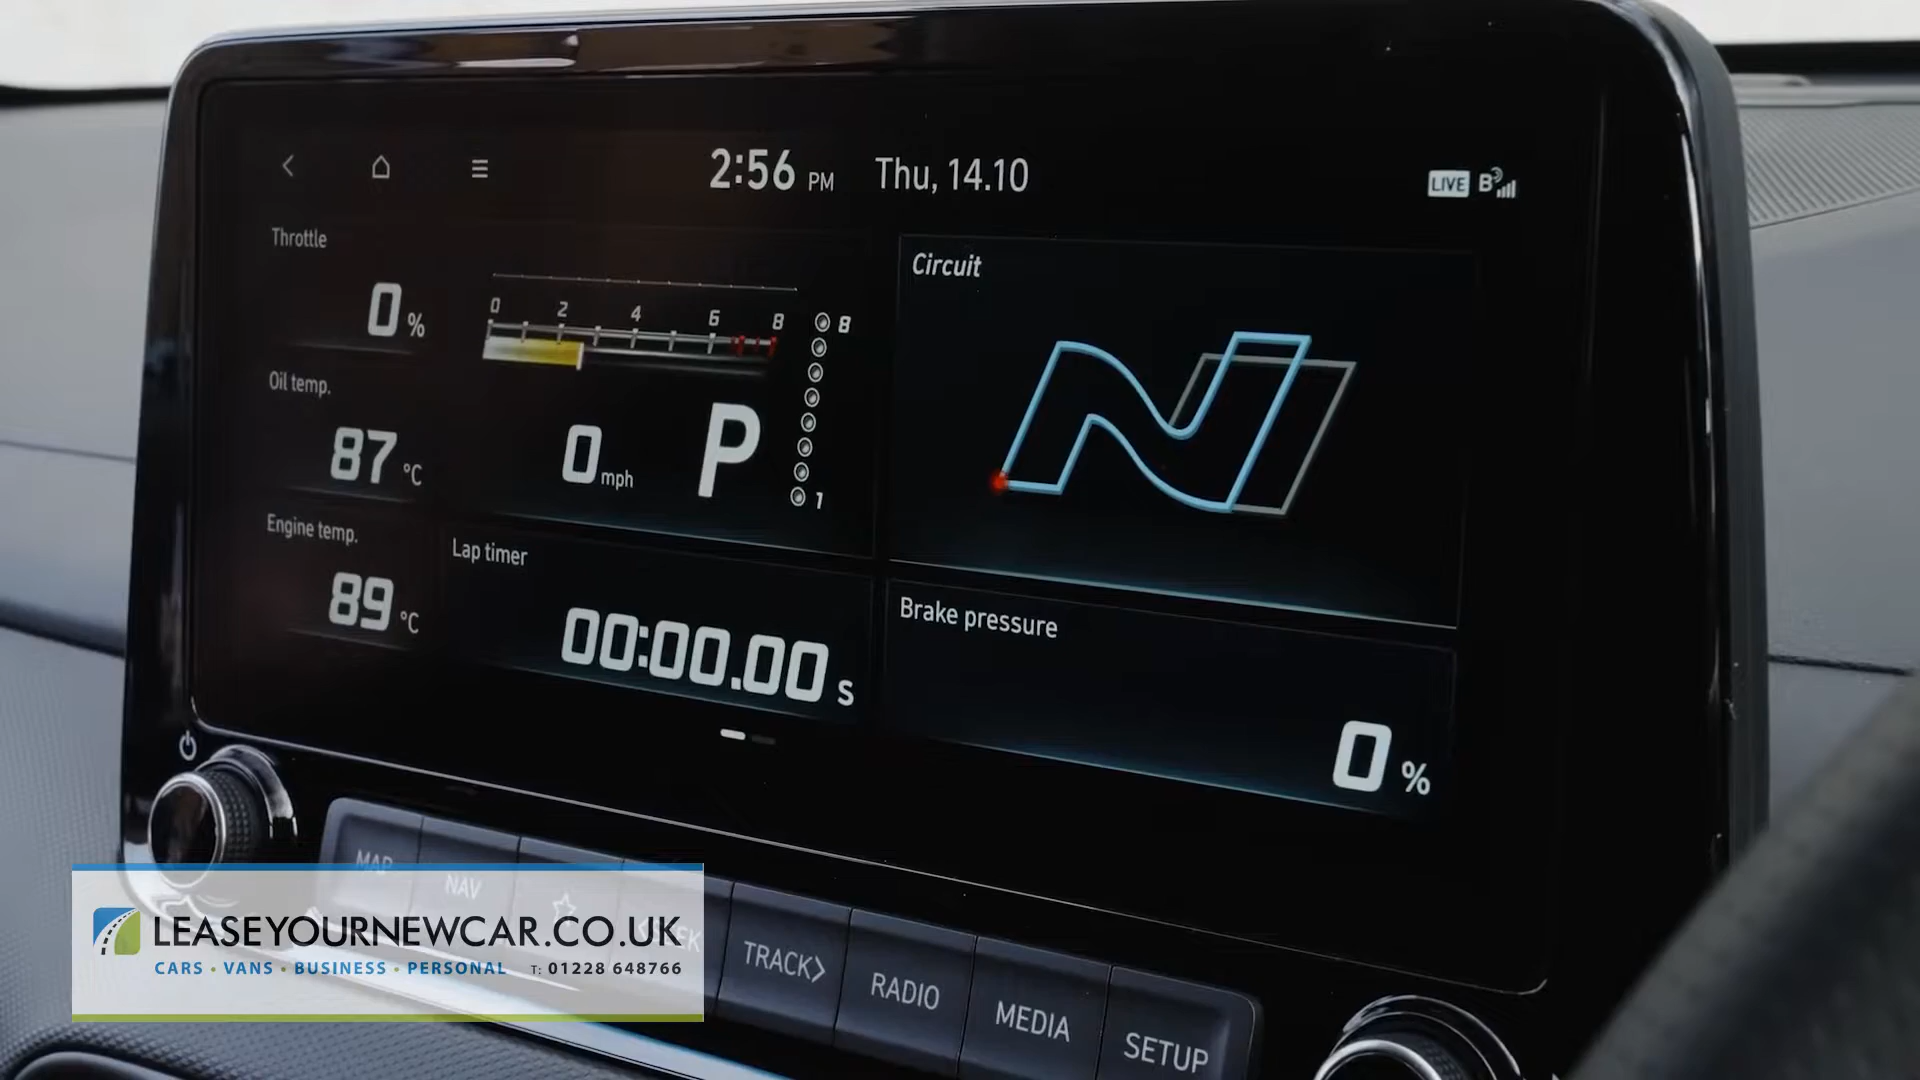 2:56 PM Thu, 14.10
LIVE B
Throttle
0 %
0 2 4 6 8
8
1
Oil temp.
87 °C
0 mph
P
Engine temp.
89 °C
Lap timer
00:00.00 s
Circuit
Brake pressure
0 %
MAP
NAV
TRACK>
RADIO
MEDIA
SETUP
LEASEYOURNEWCAR.CO.UK
CARS • VANS • BUSINESS • PERSONAL T: 01228 648766